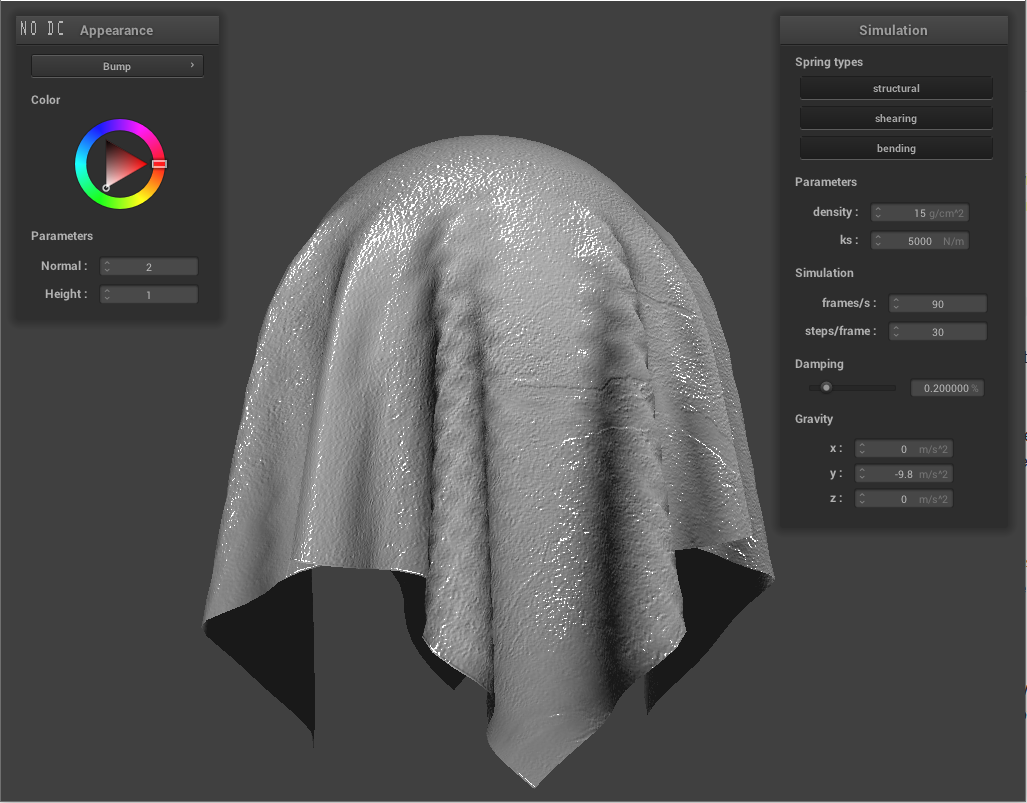 NO DC Appearance
Bump
Color
Parameters
Normal : 2
Height : 1
Simulation
Spring types
structural
shearing
bending
Parameters
density : 15 g/cm^2
ks : 5000 N/m
Simulation
frames/s : 90
steps/frame : 30
Damping
0.200000 %
Gravity
x : 0 m/s^2
y : -9.8 m/s^2
z : 0 m/s^2